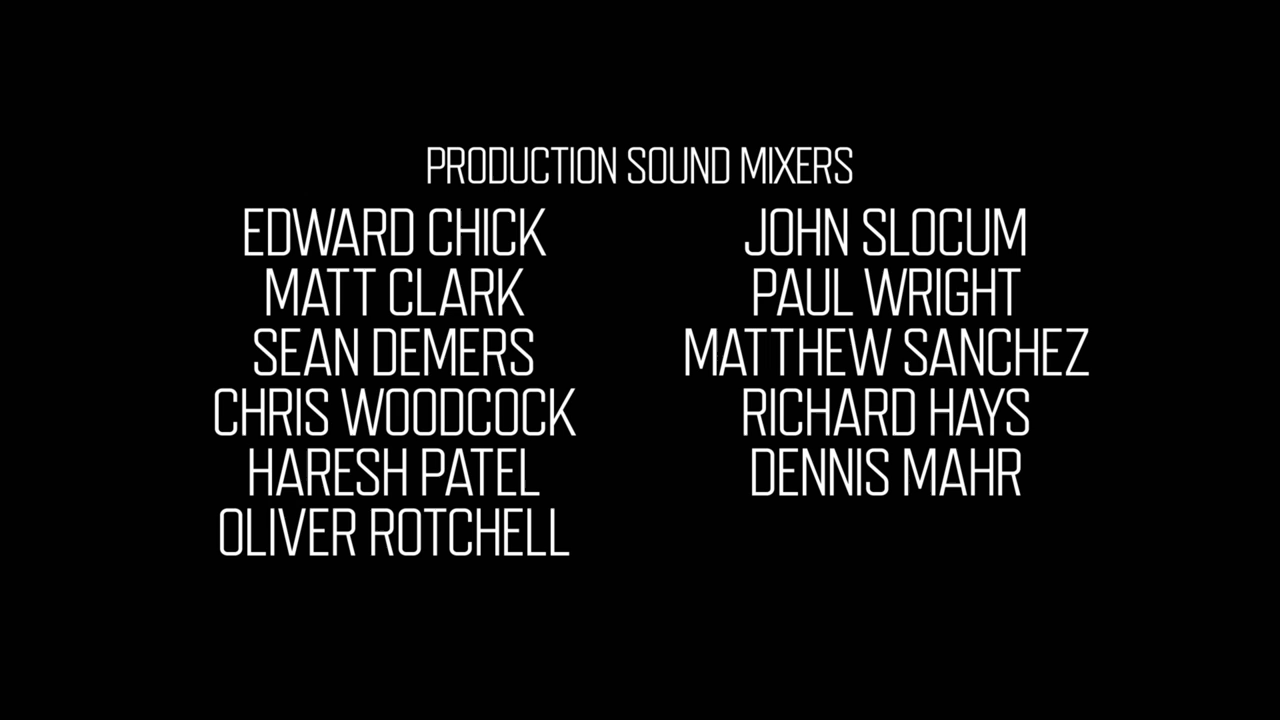 PRODUCTION SOUND MIXERS
EDWARD CHICK
MATT CLARK
SEAN DEMERS
CHRIS WOODCOCK
HARESH PATEL
OLIVER ROTCHELL
JOHN SLOCUM
PAUL WRIGHT
MATTHEW SANCHEZ
RICHARD HAYS
DENNIS MAHR